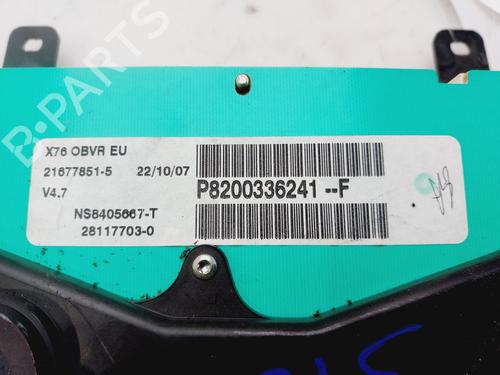 B-PARTS
X76 OBVR EU
21677851-5 22/10/07
V4.7
P8200336241 --F
NS8405667-T
28117703-0